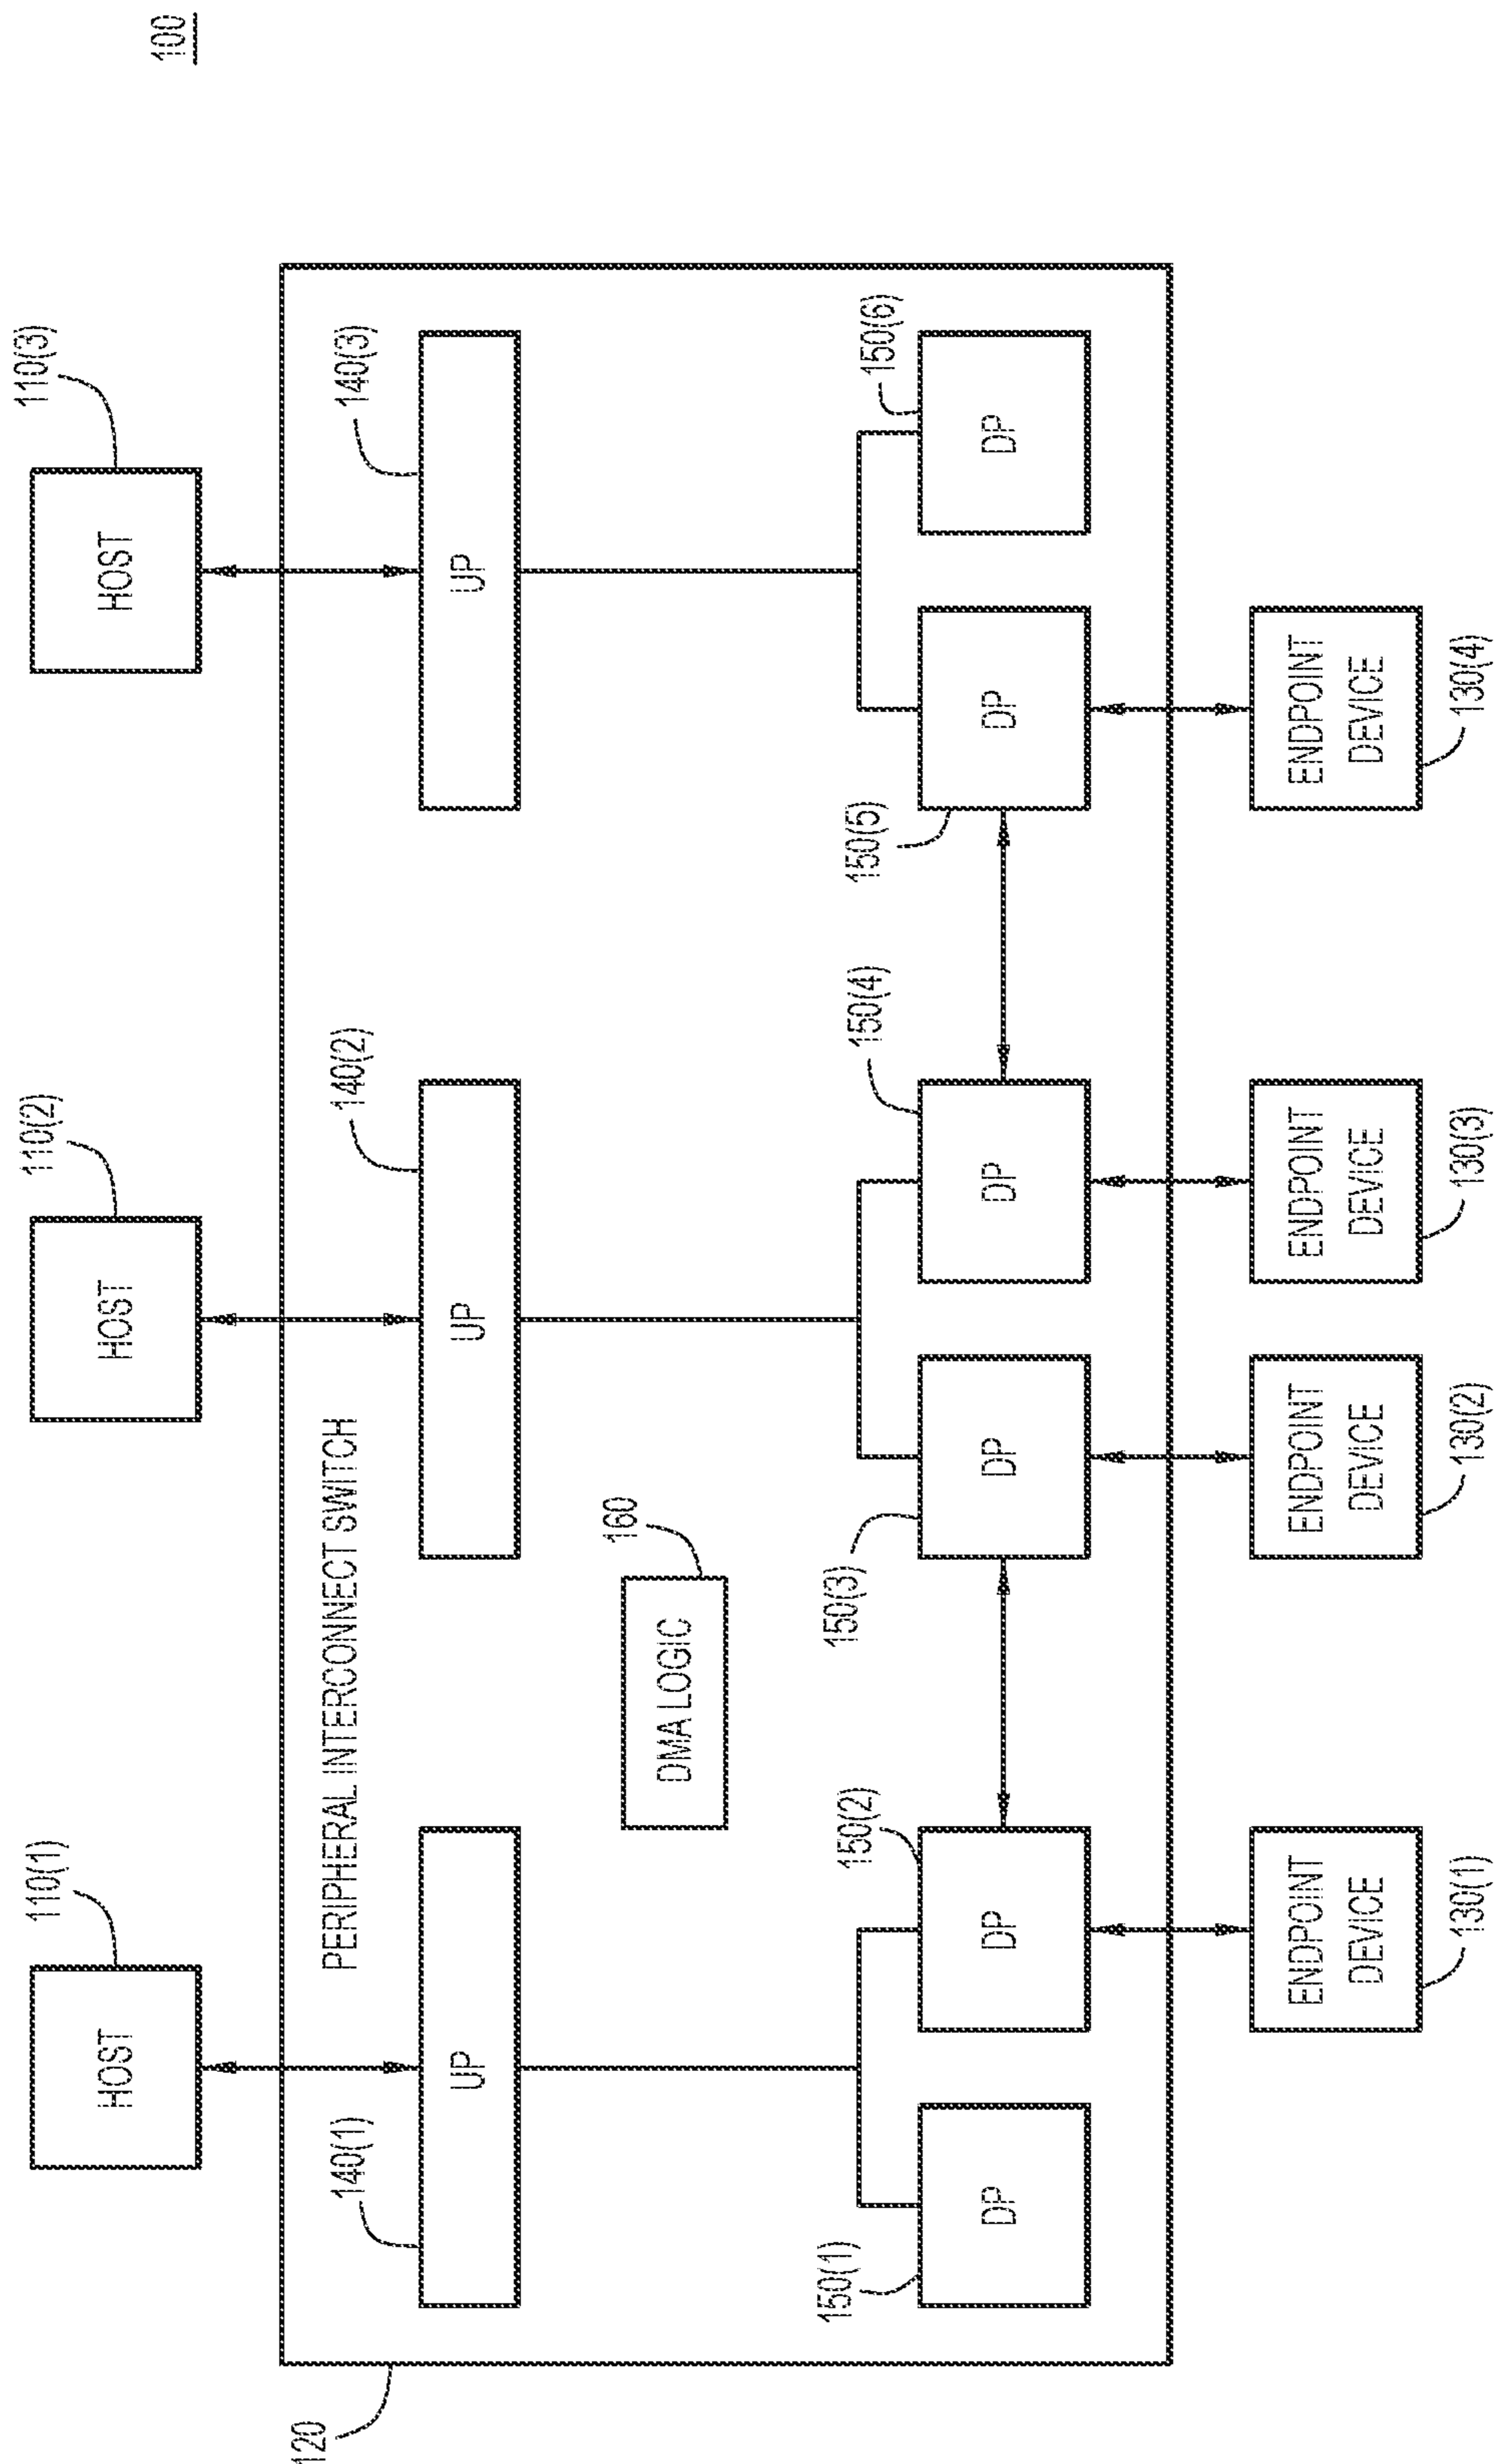 100
110(1)
110(2)
110(3)
HOST
HOST
HOST
120
PERIPHERAL INTERCONNECT SWITCH
140(1)
140(2)
140(3)
UP
UP
UP
160
DMA LOGIC
150(1)
150(2)
150(3)
150(4)
150(5)
150(6)
DP
DP
DP
DP
DP
DP
ENDPOINT
DEVICE
ENDPOINT
DEVICE
ENDPOINT
DEVICE
ENDPOINT
DEVICE
130(1)
130(2)
130(3)
130(4)